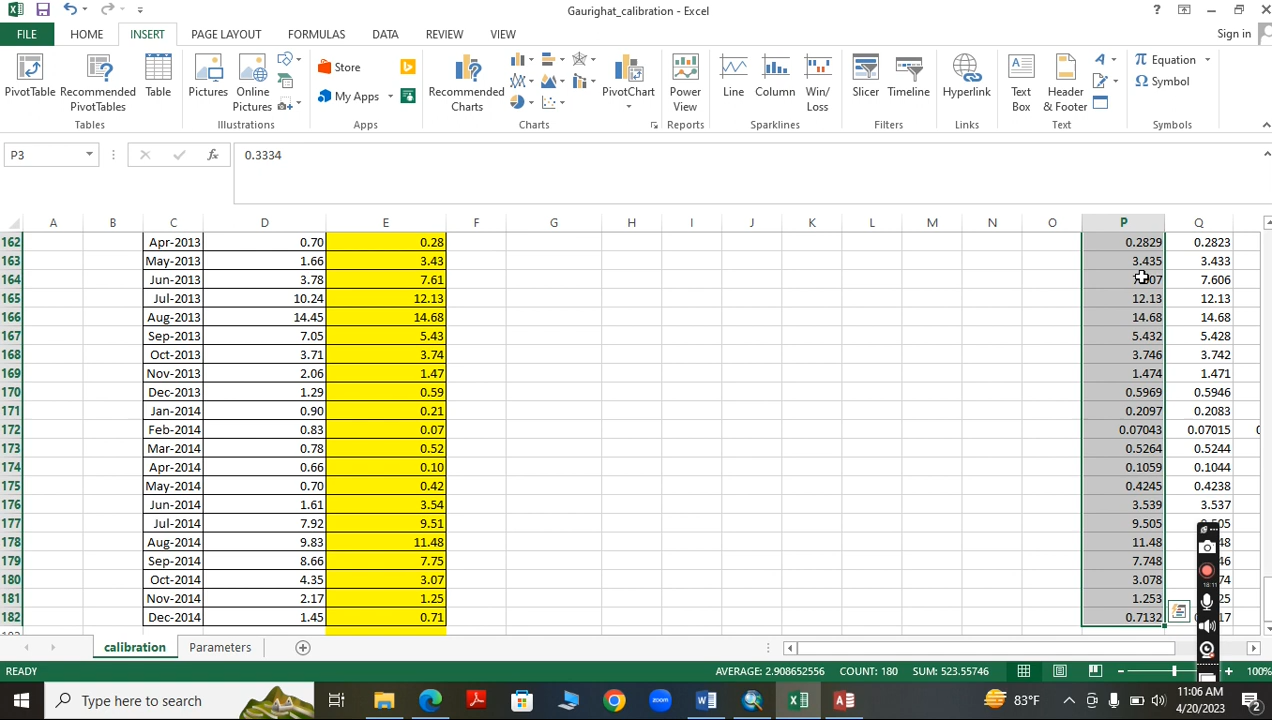 Gaurighat_calibration - Excel
FILE HOME INSERT PAGE LAYOUT FORMULAS DATA REVIEW VIEW Sign in
PivotTable Recommended PivotTables Table
Tables
Pictures Online Pictures
Illustrations
Store
My Apps
Apps
Recommended Charts
PivotChart
Charts
Power View
Reports
Line Column Win/ Loss
Sparklines
Slicer Timeline
Filters
Hyperlink
Links
Text Box Header & Footer
Text
Equation
Symbol
Symbols
P3 fx 0.3334
A B C D E F G H I J K L M N O P Q
162 Apr-2013 0.70 0.28 0.2829 0.2823
163 May-2013 1.66 3.43 3.435 3.433
164 Jun-2013 3.78 7.61 7.606
165 Jul-2013 10.24 12.13 12.13 12.13
166 Aug-2013 14.45 14.68 14.68 14.68
167 Sep-2013 7.05 5.43 5.432 5.428
168 Oct-2013 3.71 3.74 3.746 3.742
169 Nov-2013 2.06 1.47 1.474 1.471
170 Dec-2013 1.29 0.59 0.5969 0.5946
171 Jan-2014 0.90 0.21 0.2097 0.2083
172 Feb-2014 0.83 0.07 0.07043 0.07015
173 Mar-2014 0.78 0.52 0.5264 0.5244
174 Apr-2014 0.66 0.10 0.1059 0.1044
175 May-2014 0.70 0.42 0.4245 0.4238
176 Jun-2014 1.61 3.54 3.539 3.537
177 Jul-2014 7.92 9.51 9.505
178 Aug-2014 9.83 11.48 11.48
179 Sep-2014 8.66 7.75 7.748
180 Oct-2014 4.35 3.07 3.078
181 Nov-2014 2.17 1.25 1.253
182 Dec-2014 1.45 0.71 0.7132
calibration Parameters
READY AVERAGE: 2.908652556 COUNT: 180 SUM: 523.55746 100%
18:11
Type here to search
83°F
11:06 AM
4/20/2023
2